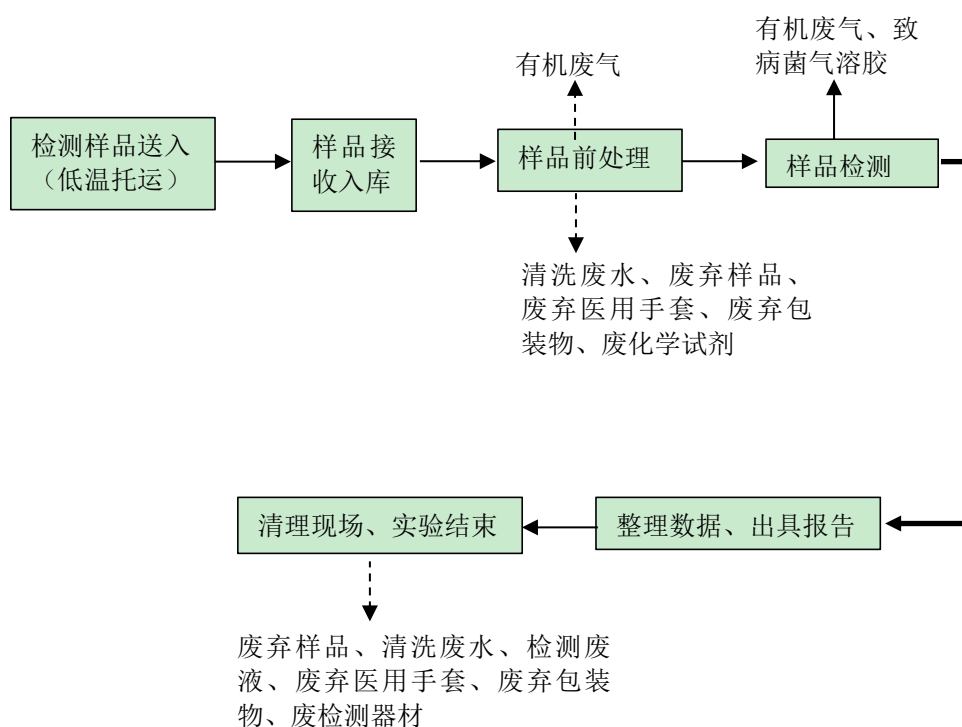 有机废气
有机废气、致
病菌气溶胶
检测样品送入
（低温托运）
样品接
收入库
样品前处理
样品检测
清洗废水、废弃样品、
废弃医用手套、废弃包
装物、废化学试剂
清理现场、实验结束
整理数据、出具报告
废弃样品、清洗废水、检测废
液、废弃医用手套、废弃包装
物、废检测器材